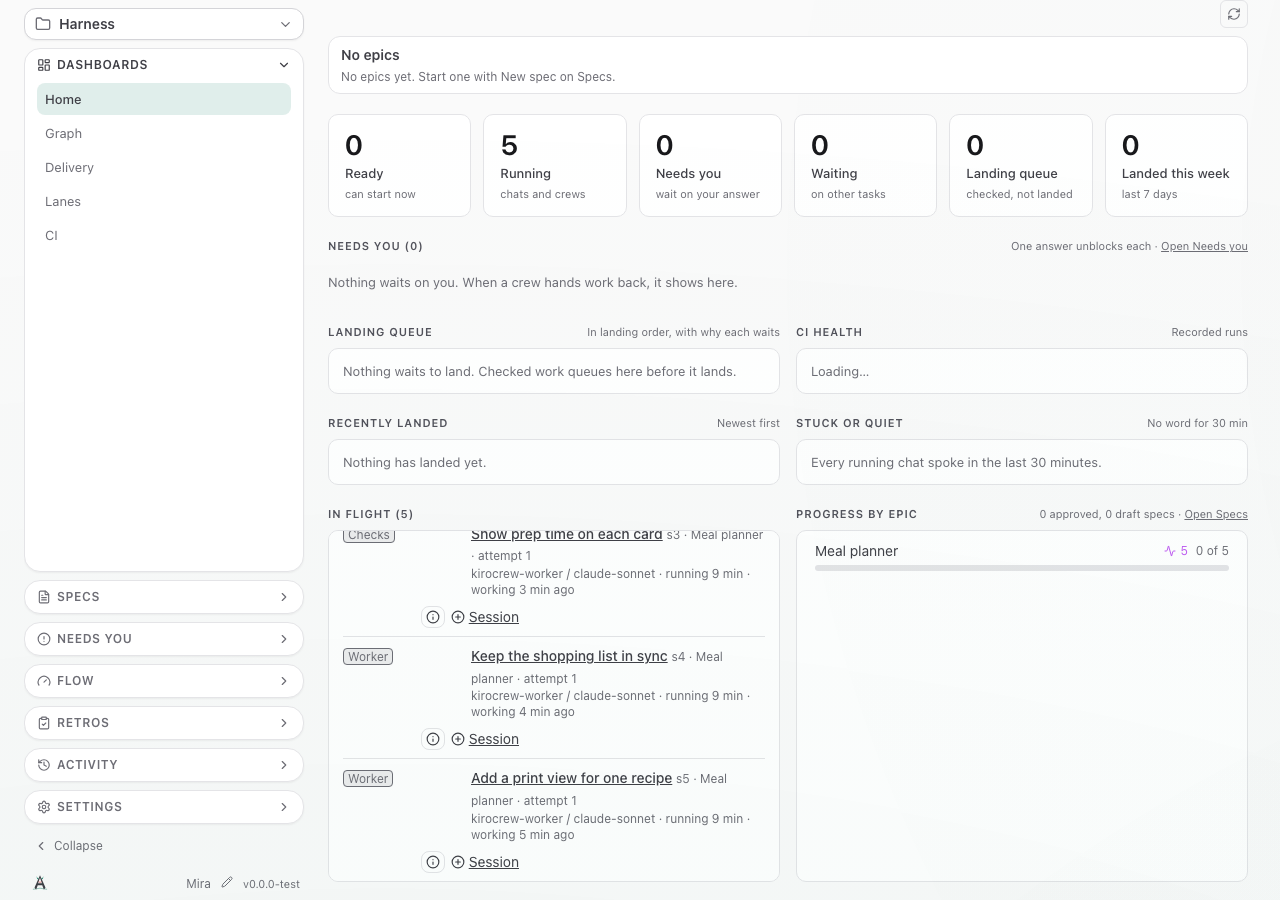 Harness
DASHBOARDS
Home
Graph
Delivery
Lanes
CI
SPECS
NEEDS YOU
FLOW
RETROS
ACTIVITY
SETTINGS
Collapse
Mira v0.0.0-test
No epics
No epics yet. Start one with New spec on Specs.
0
Ready
can start now
5
Running
chats and crews
0
Needs you
wait on your answer
0
Waiting
on other tasks
0
Landing queue
checked, not landed
0
Landed this week
last 7 days
NEEDS YOU (0)
One answer unblocks each · Open Needs you
Nothing waits on you. When a crew hands work back, it shows here.
LANDING QUEUE
In landing order, with why each waits
Nothing waits to land. Checked work queues here before it lands.
CI HEALTH
Recorded runs
Loading...
RECENTLY LANDED
Newest first
Nothing has landed yet.
STUCK OR QUIET
No word for 30 min
Every running chat spoke in the last 30 minutes.
IN FLIGHT (5)
Checks
Show prep time on each card s3 · Meal planner
· attempt 1
kirocrew-worker / claude-sonnet · running 9 min ·
working 3 min ago
Session
Worker
Keep the shopping list in sync s4 · Meal
planner · attempt 1
kirocrew-worker / claude-sonnet · running 9 min ·
working 4 min ago
Session
Worker
Add a print view for one recipe s5 · Meal
planner · attempt 1
kirocrew-worker / claude-sonnet · running 9 min ·
working 5 min ago
Session
PROGRESS BY EPIC
0 approved, 0 draft specs · Open Specs
Meal planner
5 0 of 5